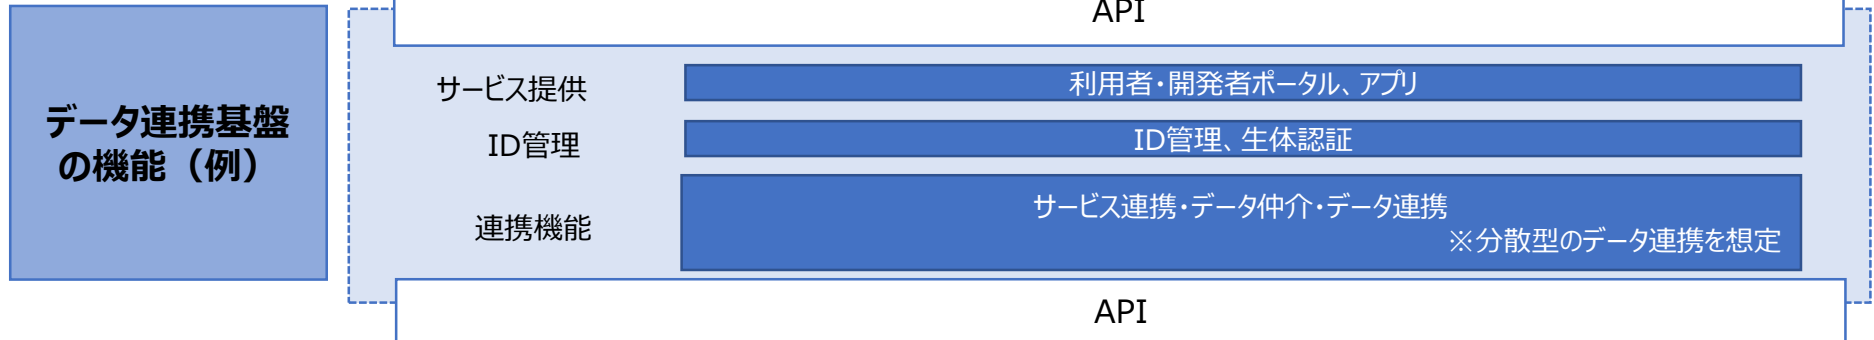 API
データ連携基盤
の機能（例）
サービス提供
利用者・開発者ポータル、アプリ
ID管理
ID管理、生体認証
連携機能
サービス連携・データ仲介・データ連携
※分散型のデータ連携を想定
API